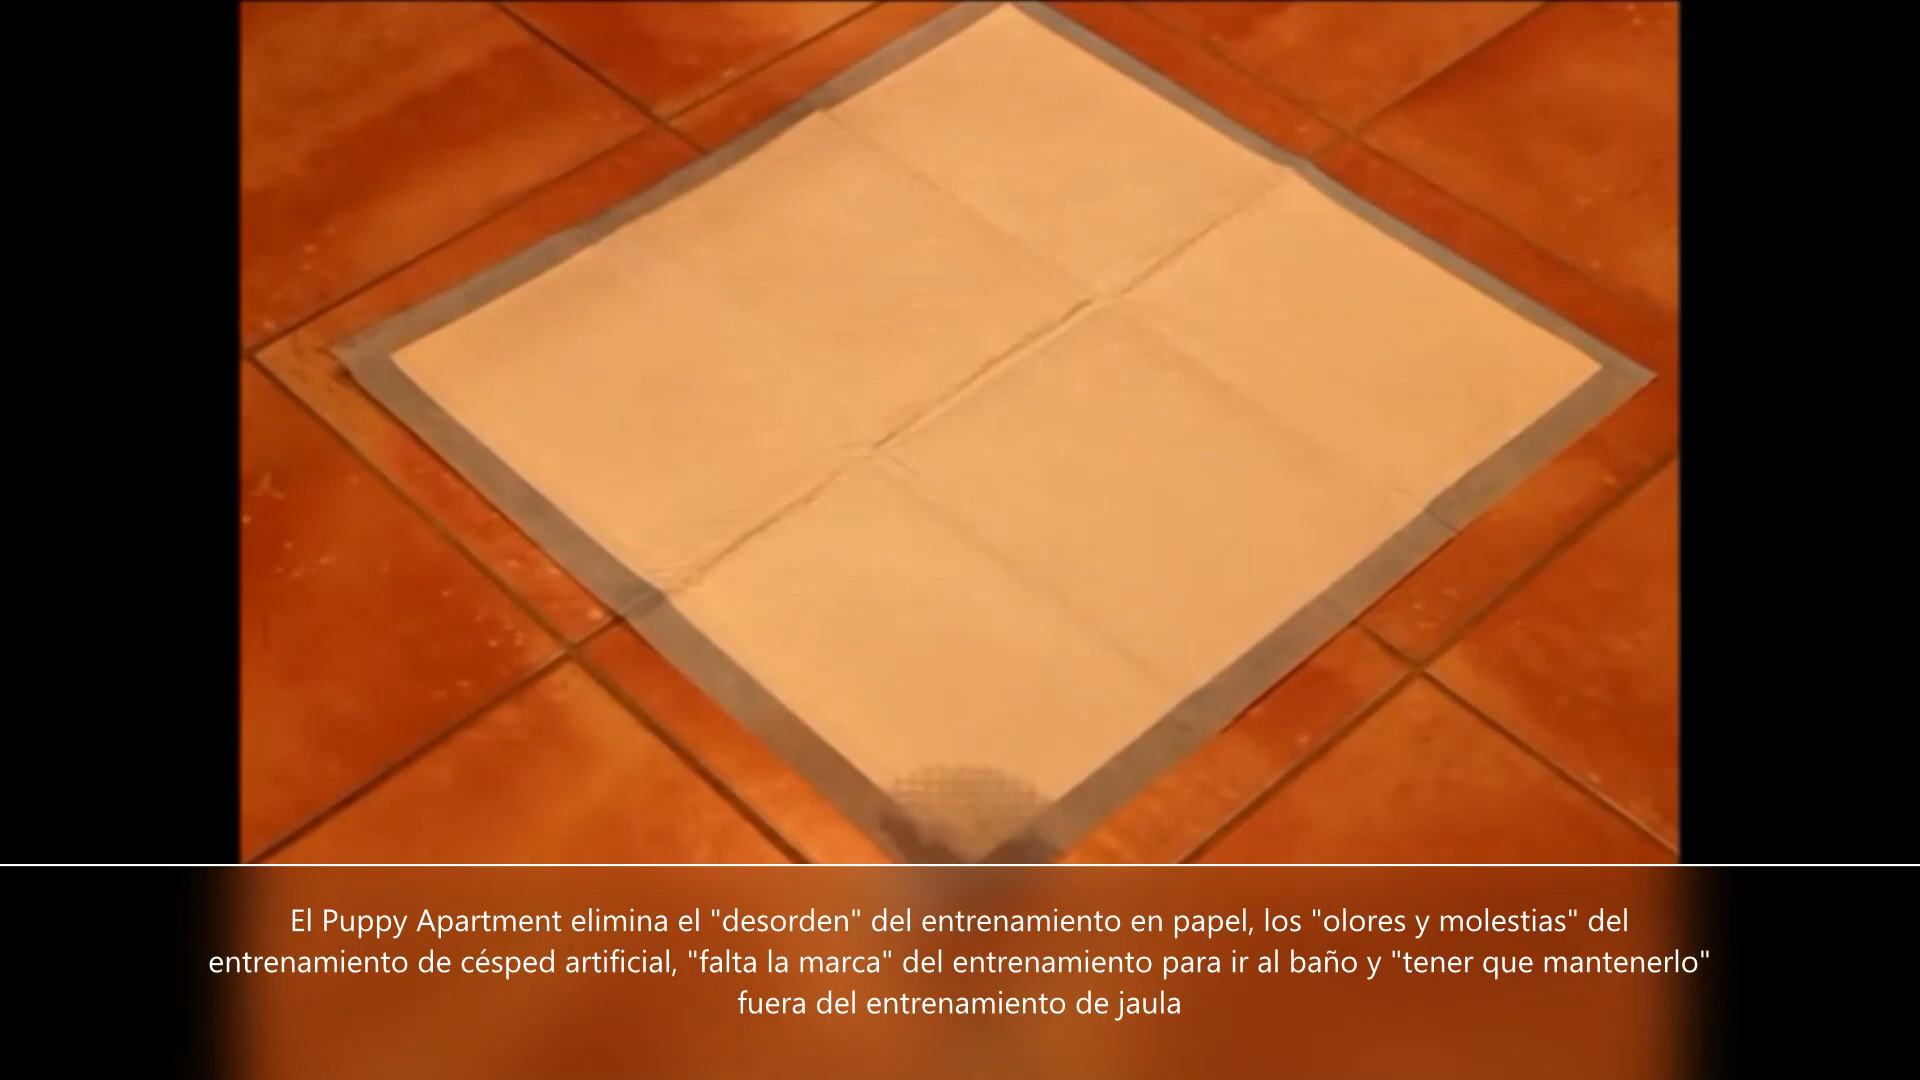 El Puppy Apartment elimina el "desorden" del entrenamiento en papel, los "olores y molestias" del
entrenamiento de césped artificial, "falta la marca" del entrenamiento para ir al baño y "tener que mantenerlo"
fuera del entrenamiento de jaula